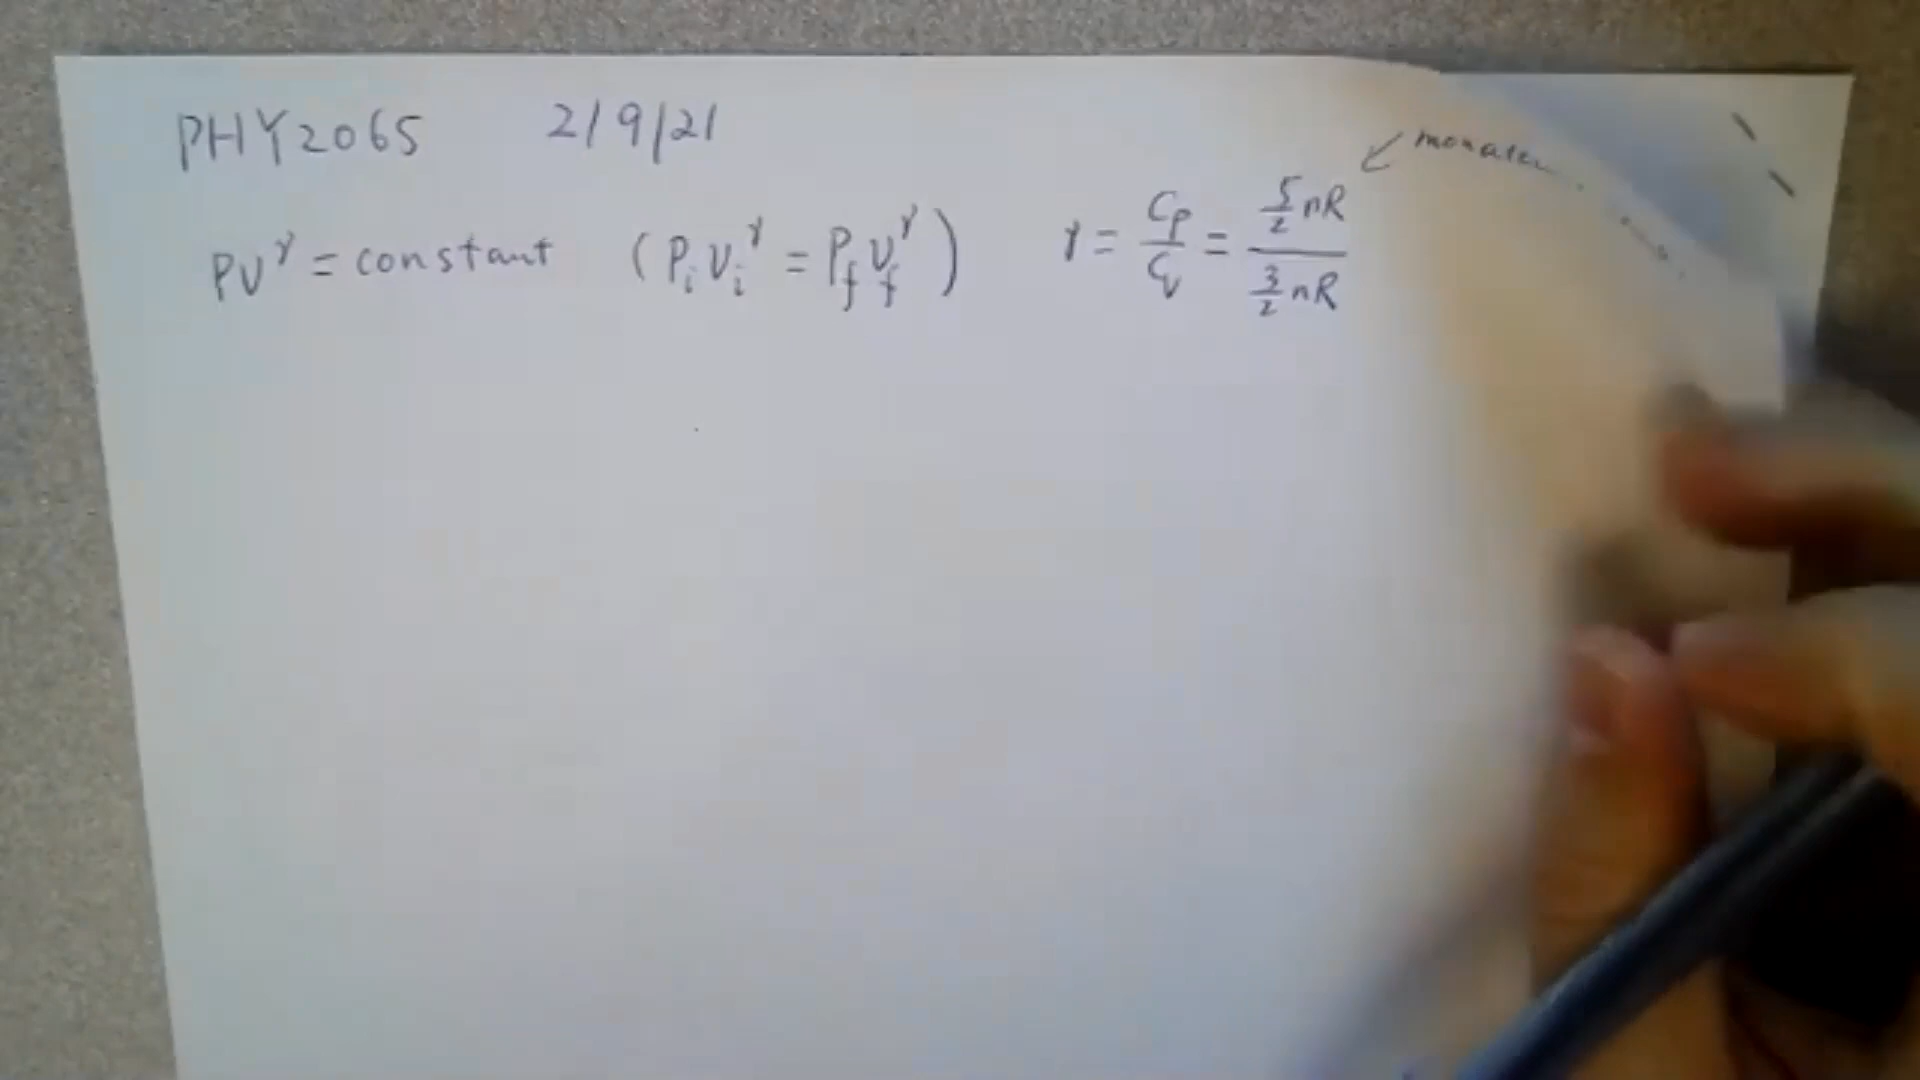 PHY2065 2/9/21
PV^γ = constant (P_i V_i^γ = P_f V_f^γ) γ = C_P/C_V = (5/2 nR)/(3/2 nR) ↙